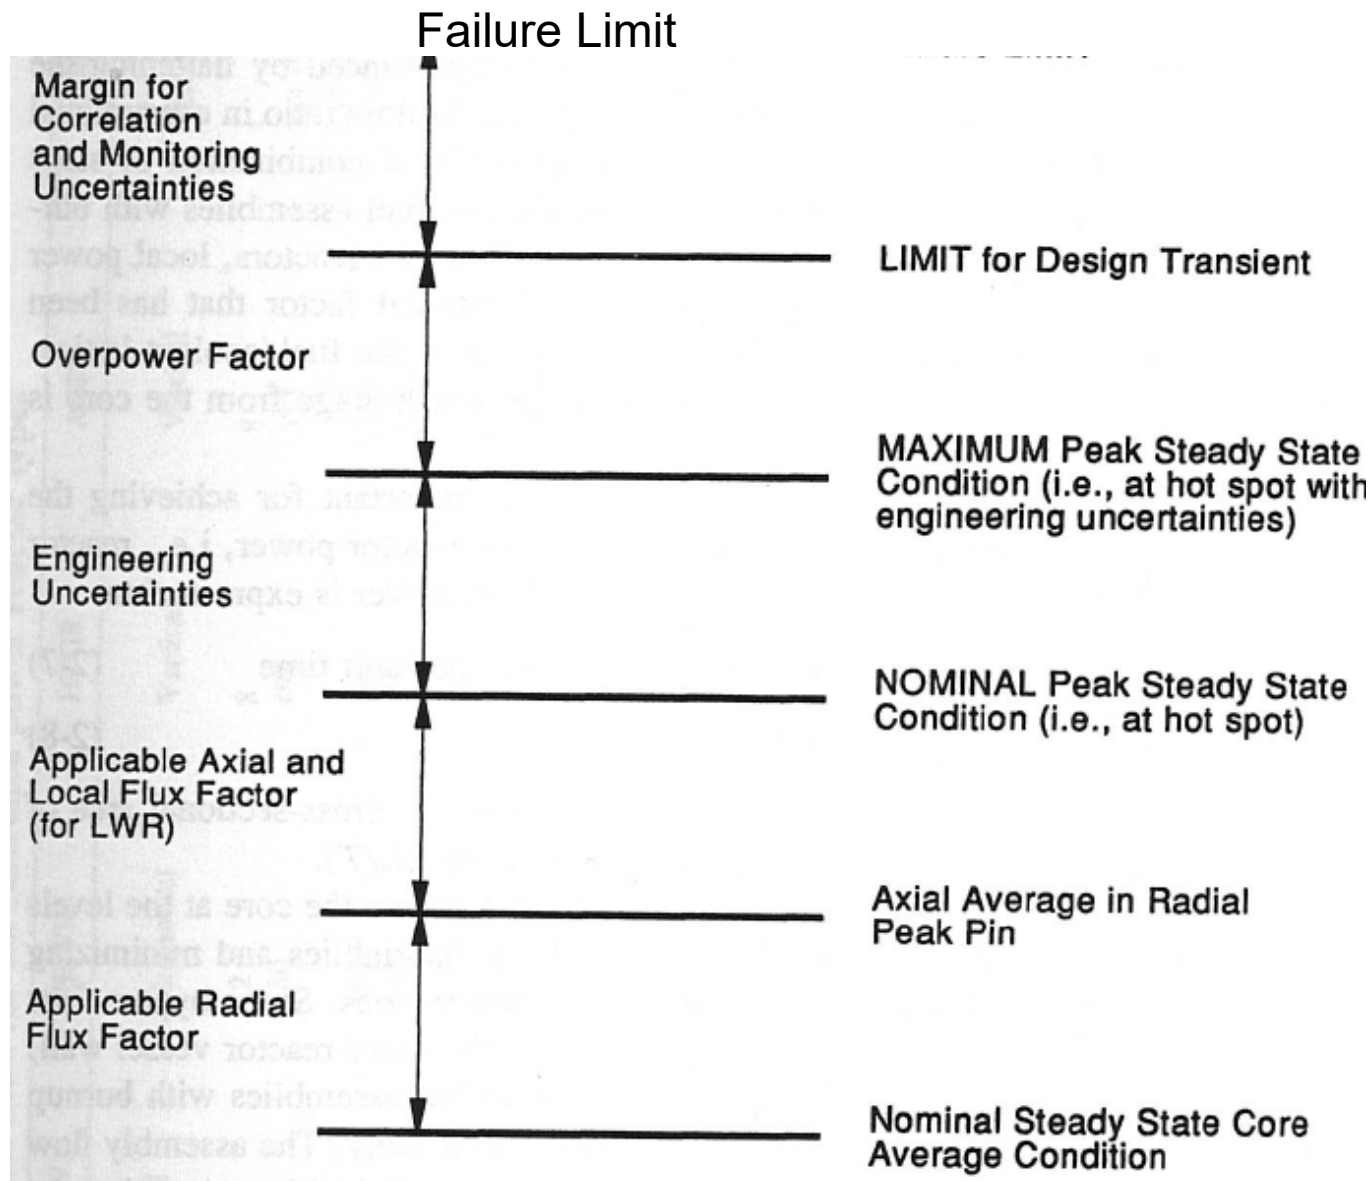 Failure Limit
Margin for
Correlation
and Monitoring
Uncertainties
LIMIT for Design Transient
Overpower Factor
MAXIMUM Peak Steady State
Condition (i.e., at hot spot with
engineering uncertainties)
Engineering
Uncertainties
NOMINAL Peak Steady State
Condition (i.e., at hot spot)
Applicable Axial and
Local Flux Factor
(for LWR)
Axial Average in Radial
Peak Pin
Applicable Radial
Flux Factor
Nominal Steady State Core
Average Condition